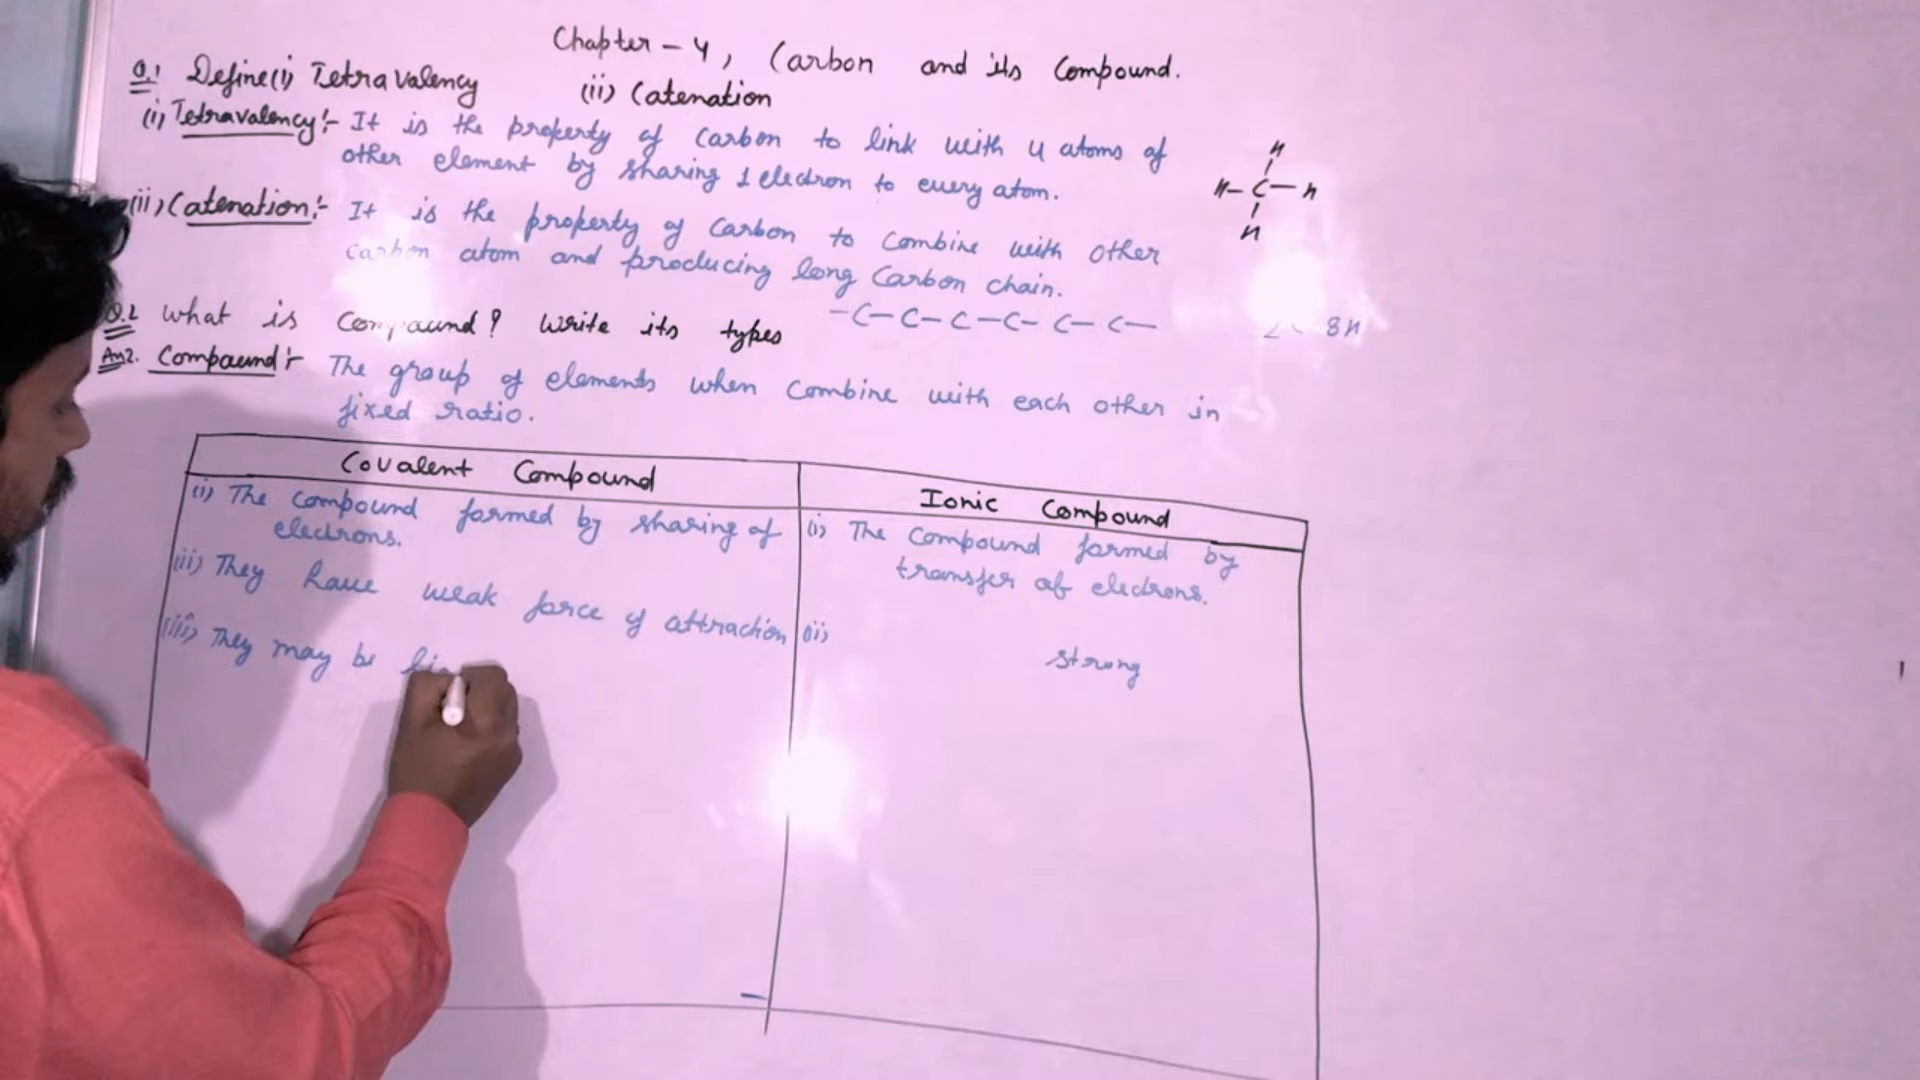 Chapter - 4, Carbon and its Compound.
Q.1 Define (i) Tetravalency (ii) Catenation
(i) Tetravalency:- It is the property of Carbon to link with 4 atoms of
other element by sharing 1 electron to every atom.
H
H-C-H
H
(ii) Catenation:- It is the property of Carbon to Combine with other
Carbon atom and producing long Carbon chain.
-C-C-C-C-C-C-
8H
Q.2 What is Compaund? Write its types
Ans2. Compaund:- The group of elements when Combine with each other in
fixed ratio.
Covalent Compound
(i) The Compound formed by sharing of
electrons.
(ii) They have weak force of attraction
(iii) They may be
Ionic Compound
(i) The Compound formed by
transfer of electrons.
(ii)
strong